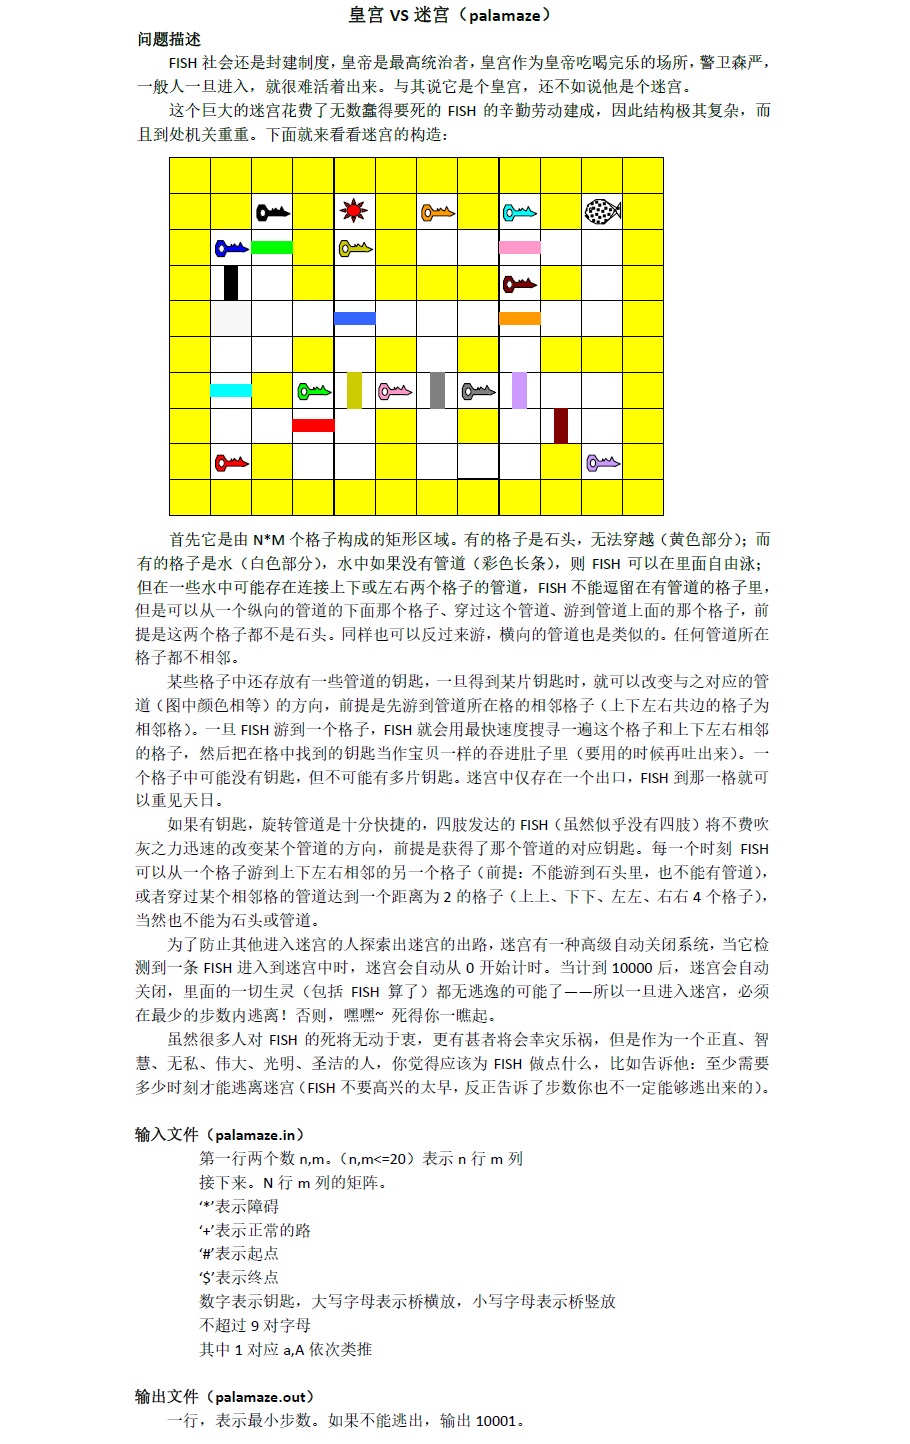 皇宫 VS 迷宫（palamaze）
问题描述
FISH 社会还是封建制度，皇帝是最高统治者，皇宫作为皇帝吃喝完乐的场所，警卫森严，
一般人一旦进入，就很难活着出来。与其说它是个皇宫，还不如说他是个迷宫。
这个巨大的迷宫花费了无数蠢得要死的 FISH 的辛勤劳动建成，因此结构极其复杂，而
且到处机关重重。下面就来看看迷宫的构造：
首先它是由 N*M 个格子构成的矩形区域。有的格子是石头，无法穿越（黄色部分）；而
有的格子是水（白色部分），水中如果没有管道（彩色长条），则 FISH 可以在里面自由泳；
但在一些水中可能存在连接上下或左右两个格子的管道，FISH 不能逗留在有管道的格子里，
但是可以从一个纵向的管道的下面那个格子、穿过这个管道、游到管道上面的那个格子，前
提是这两个格子都不是石头。同样也可以反过来游，横向的管道也是类似的。任何管道所在
格子都不相邻。
某些格子中还存放有一些管道的钥匙，一旦得到某片钥匙时，就可以改变与之对应的管
道（图中颜色相等）的方向，前提是先游到管道所在格的相邻格子（上下左右共边的格子为
相邻格）。一旦 FISH 游到一个格子，FISH 就会用最快速度搜寻一遍这个格子和上下左右相邻
的格子，然后把在格中找到的钥匙当作宝贝一样的吞进肚子里（要用的时候再吐出来）。一
个格子中可能没有钥匙，但不可能有多片钥匙。迷宫中仅存在一个出口，FISH 到那一格就可
以重见天日。
如果有钥匙，旋转管道是十分快捷的，四肢发达的 FISH（虽然似乎没有四肢）将不费吹
灰之力迅速的改变某个管道的方向，前提是获得了那个管道的对应钥匙。每一个时刻 FISH
可以从一个格子游到上下左右相邻的另一个格子（前提：不能游到石头里，也不能有管道），
或者穿过某个相邻格的管道达到一个距离为 2 的格子（上上、下下、左左、右右 4 个格子），
当然也不能为石头或管道。
为了防止其他进入迷宫的人探索出迷宫的出路，迷宫有一种高级自动关闭系统，当它检
测到一条 FISH 进入到迷宫中时，迷宫会自动从 0 开始计时。当计到 10000 后，迷宫会自动
关闭，里面的一切生灵（包括 FISH 算了）都无逃逸的可能了——所以一旦进入迷宫，必须
在最少的步数内逃离！否则，嘿嘿~ 死得你一瞧起。
虽然很多人对 FISH 的死将无动于衷，更有甚者将会幸灾乐祸，但是作为一个正直、智
慧、无私、伟大、光明、圣洁的人，你觉得应该为 FISH 做点什么，比如告诉他：至少需要
多少时刻才能逃离迷宫（FISH 不要高兴的太早，反正告诉了步数你也不一定能够逃出来的）。
输入文件（palamaze.in）
第一行两个数 n,m。（n,m<=20）表示 n 行 m 列
接下来。N 行 m 列的矩阵。
‘*’表示障碍
‘+’表示正常的路
‘#’表示起点
‘$’表示终点
数字表示钥匙，大写字母表示桥横放，小写字母表示桥竖放
不超过 9 对字母
其中 1 对应 a,A 依次类推
输出文件（palamaze.out）
一行，表示最小步数。如果不能逃出，输出 10001。